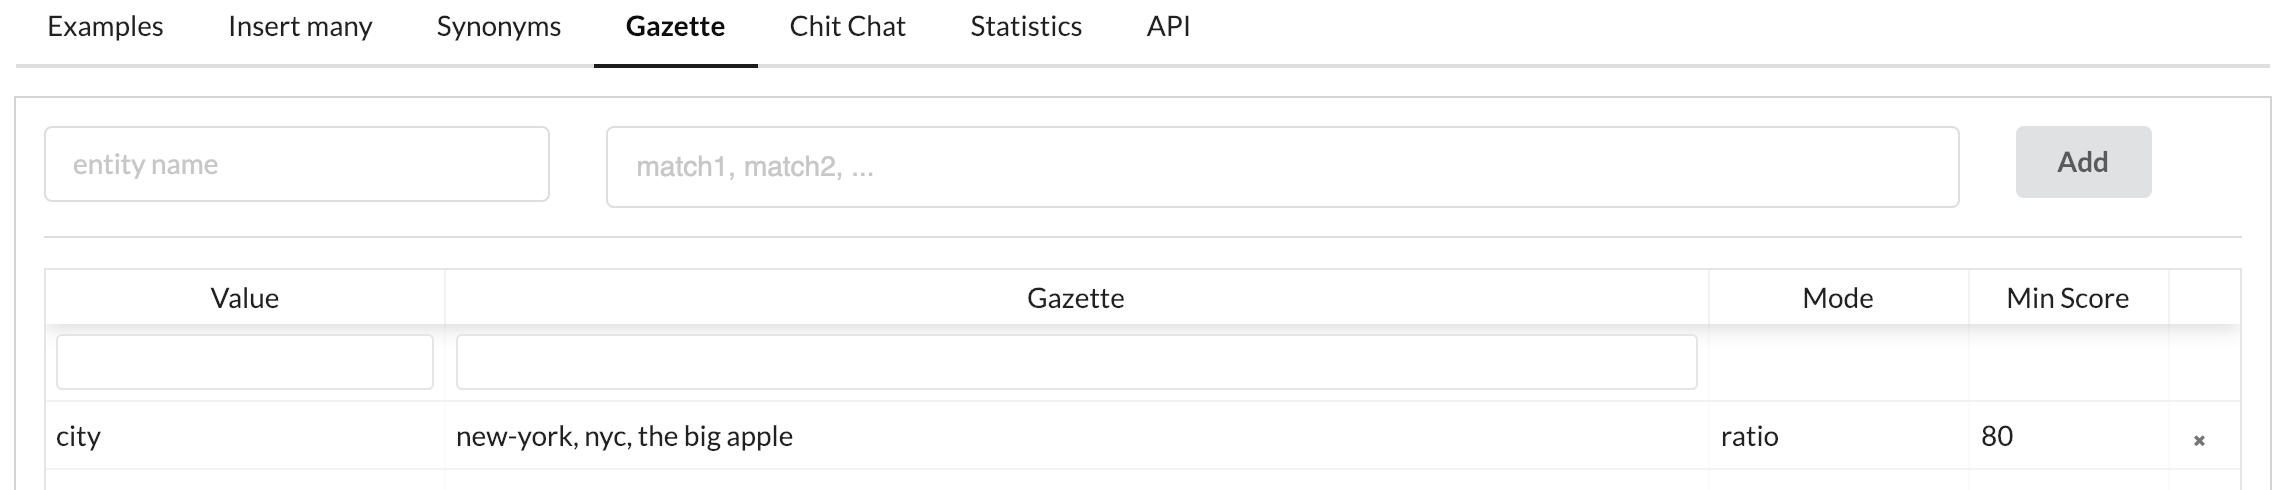 Examples Insert many Synonyms Gazette Chit Chat Statistics API
entity name match1, match2, ... Add
Value Gazette Mode Min Score
city new-york, nyc, the big apple ratio 80 ×